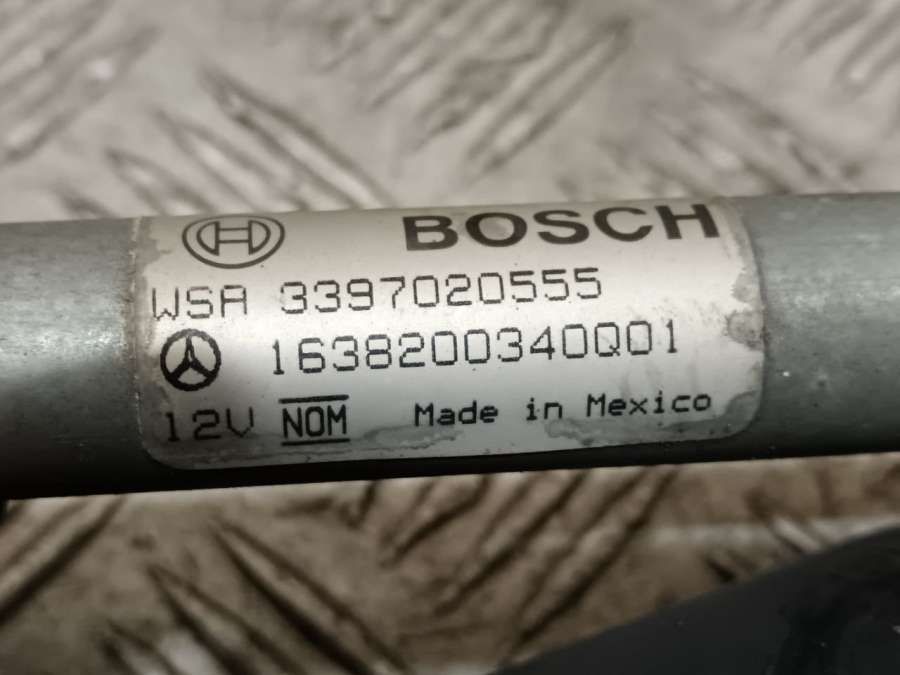 BOSCH
WSA 3397020555
1638200340Q01
12V NOM Made in Mexico